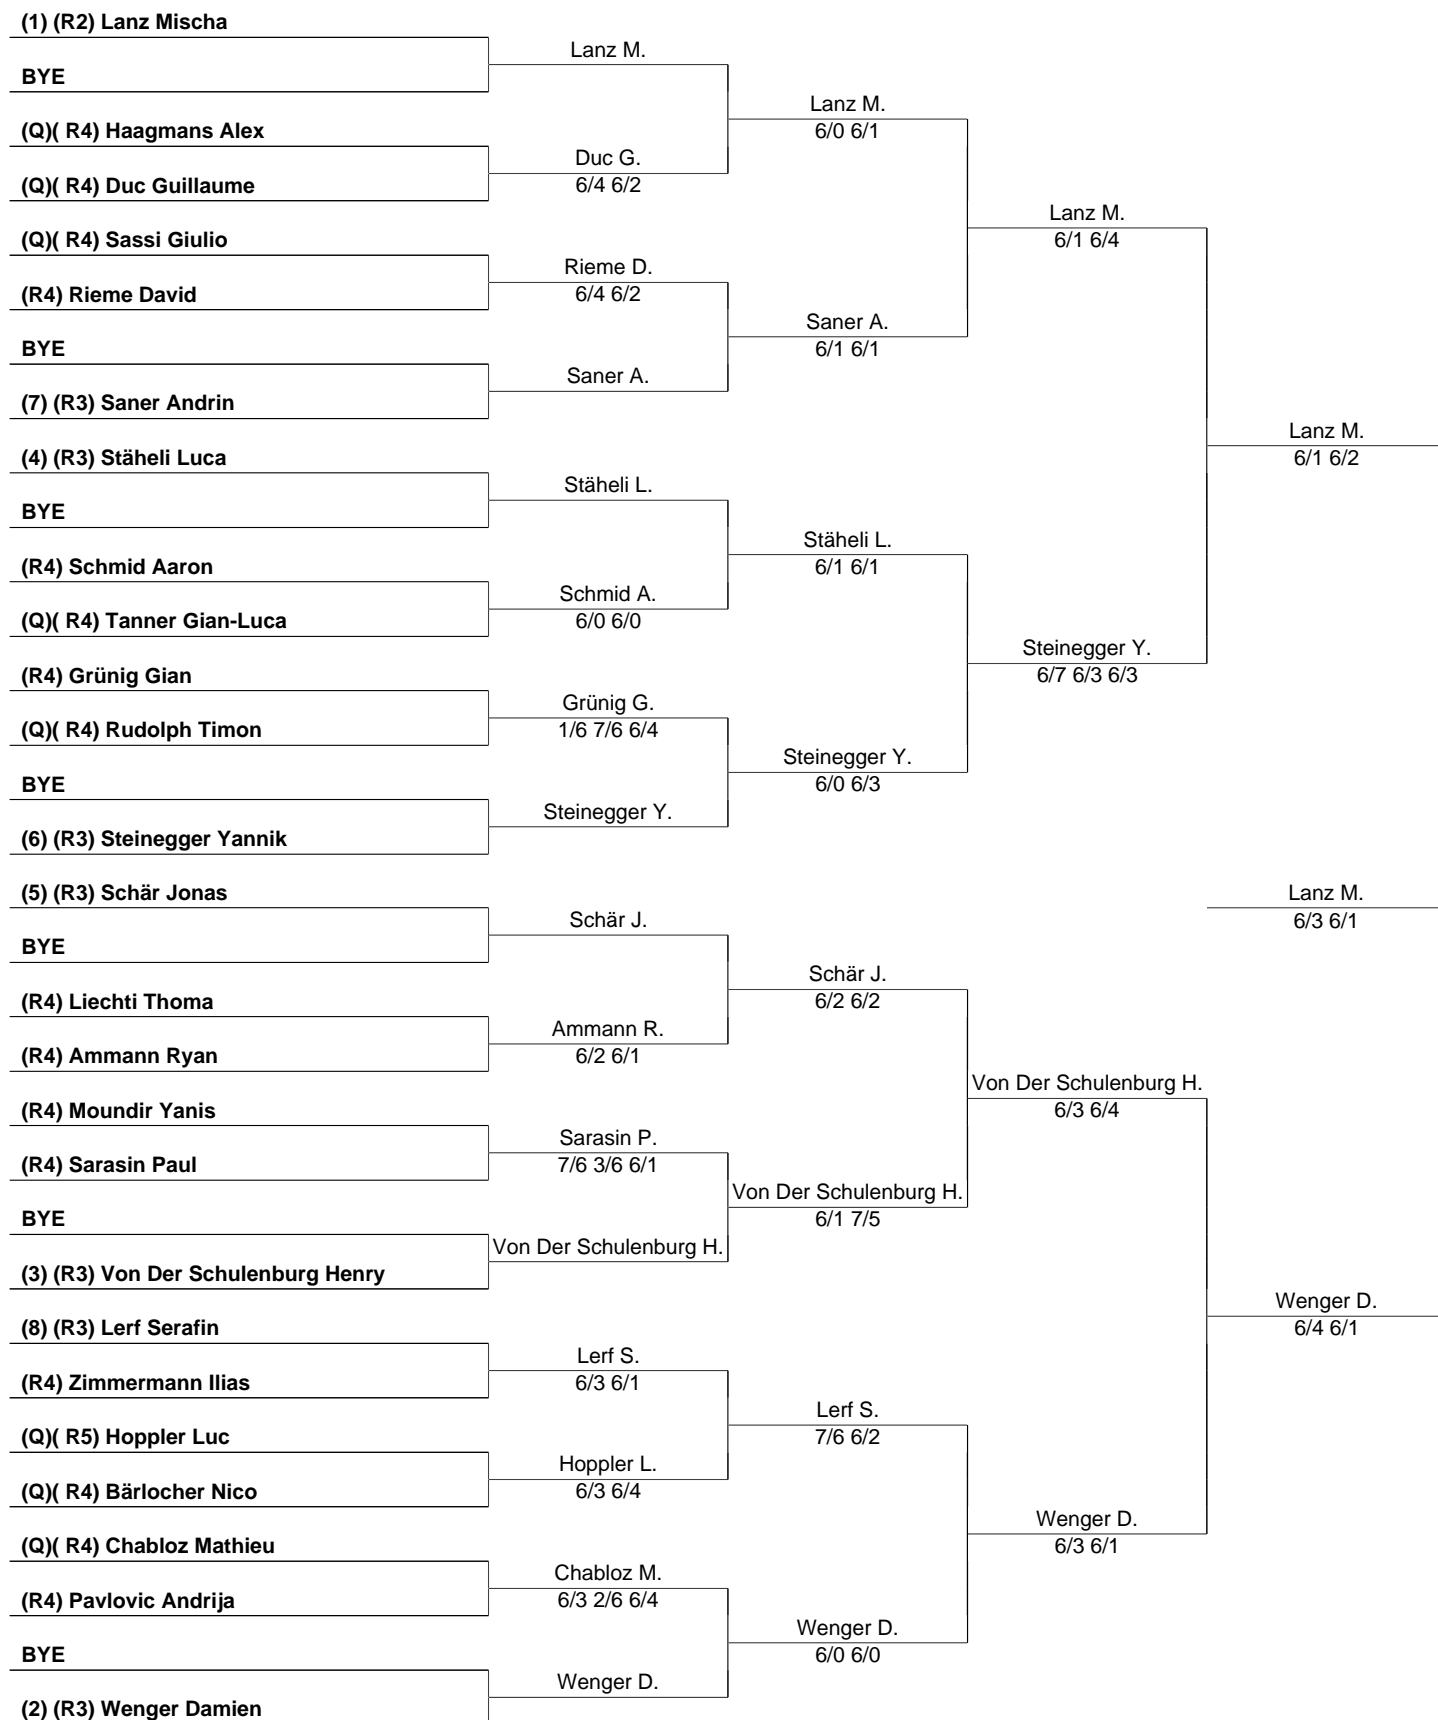 (1) (R2) Lanz Mischa
Lanz M.
BYE
Lanz M.
6/0 6/1
(Q)( R4) Haagmans Alex
Duc G.
6/4 6/2
(Q)( R4) Duc Guillaume
Lanz M.
6/1 6/4
(Q)( R4) Sassi Giulio
Rieme D.
6/4 6/2
(R4) Rieme David
Saner A.
6/1 6/1
BYE
Saner A.
(7) (R3) Saner Andrin
Lanz M.
6/1 6/2
(4) (R3) Stäheli Luca
Stäheli L.
BYE
Stäheli L.
6/1 6/1
(R4) Schmid Aaron
Schmid A.
6/0 6/0
(Q)( R4) Tanner Gian-Luca
Steinegger Y.
6/7 6/3 6/3
(R4) Grünig Gian
Grünig G.
1/6 7/6 6/4
(Q)( R4) Rudolph Timon
Steinegger Y.
6/0 6/3
BYE
Steinegger Y.
(6) (R3) Steinegger Yannik
(5) (R3) Schär Jonas
Lanz M.
6/3 6/1
Schär J.
BYE
Schär J.
6/2 6/2
(R4) Liechti Thoma
Ammann R.
6/2 6/1
(R4) Ammann Ryan
Von Der Schulenburg H.
6/3 6/4
(R4) Moundir Yanis
Sarasin P.
7/6 3/6 6/1
(R4) Sarasin Paul
Von Der Schulenburg H.
6/1 7/5
BYE
Von Der Schulenburg H.
(3) (R3) Von Der Schulenburg Henry
Wenger D.
6/4 6/1
(8) (R3) Lerf Serafin
Lerf S.
6/3 6/1
(R4) Zimmermann Ilias
Lerf S.
7/6 6/2
(Q)( R5) Hoppler Luc
Hoppler L.
6/3 6/4
(Q)( R4) Bärlocher Nico
Wenger D.
6/3 6/1
(Q)( R4) Chabloz Mathieu
Chabloz M.
6/3 2/6 6/4
(R4) Pavlovic Andrija
Wenger D.
6/0 6/0
BYE
Wenger D.
(2) (R3) Wenger Damien